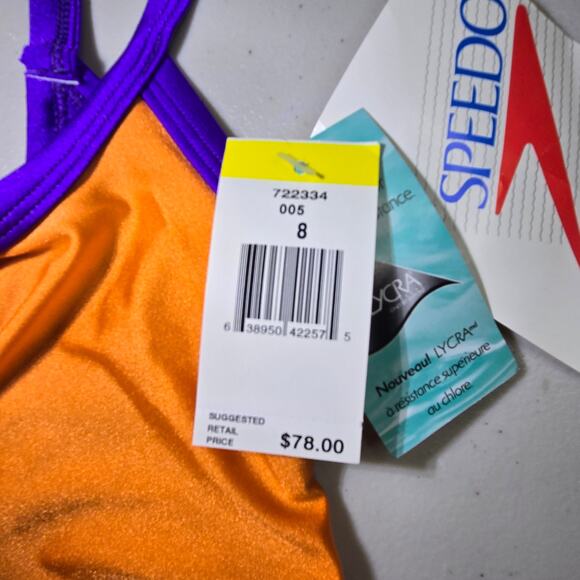 722334
005
8
6 38950 42257 5
SUGGESTED
RETAIL
PRICE
$78.00
SPEEDO
LYCRA
Nouveau! LYCRA
à résistance supérieure
au chlore